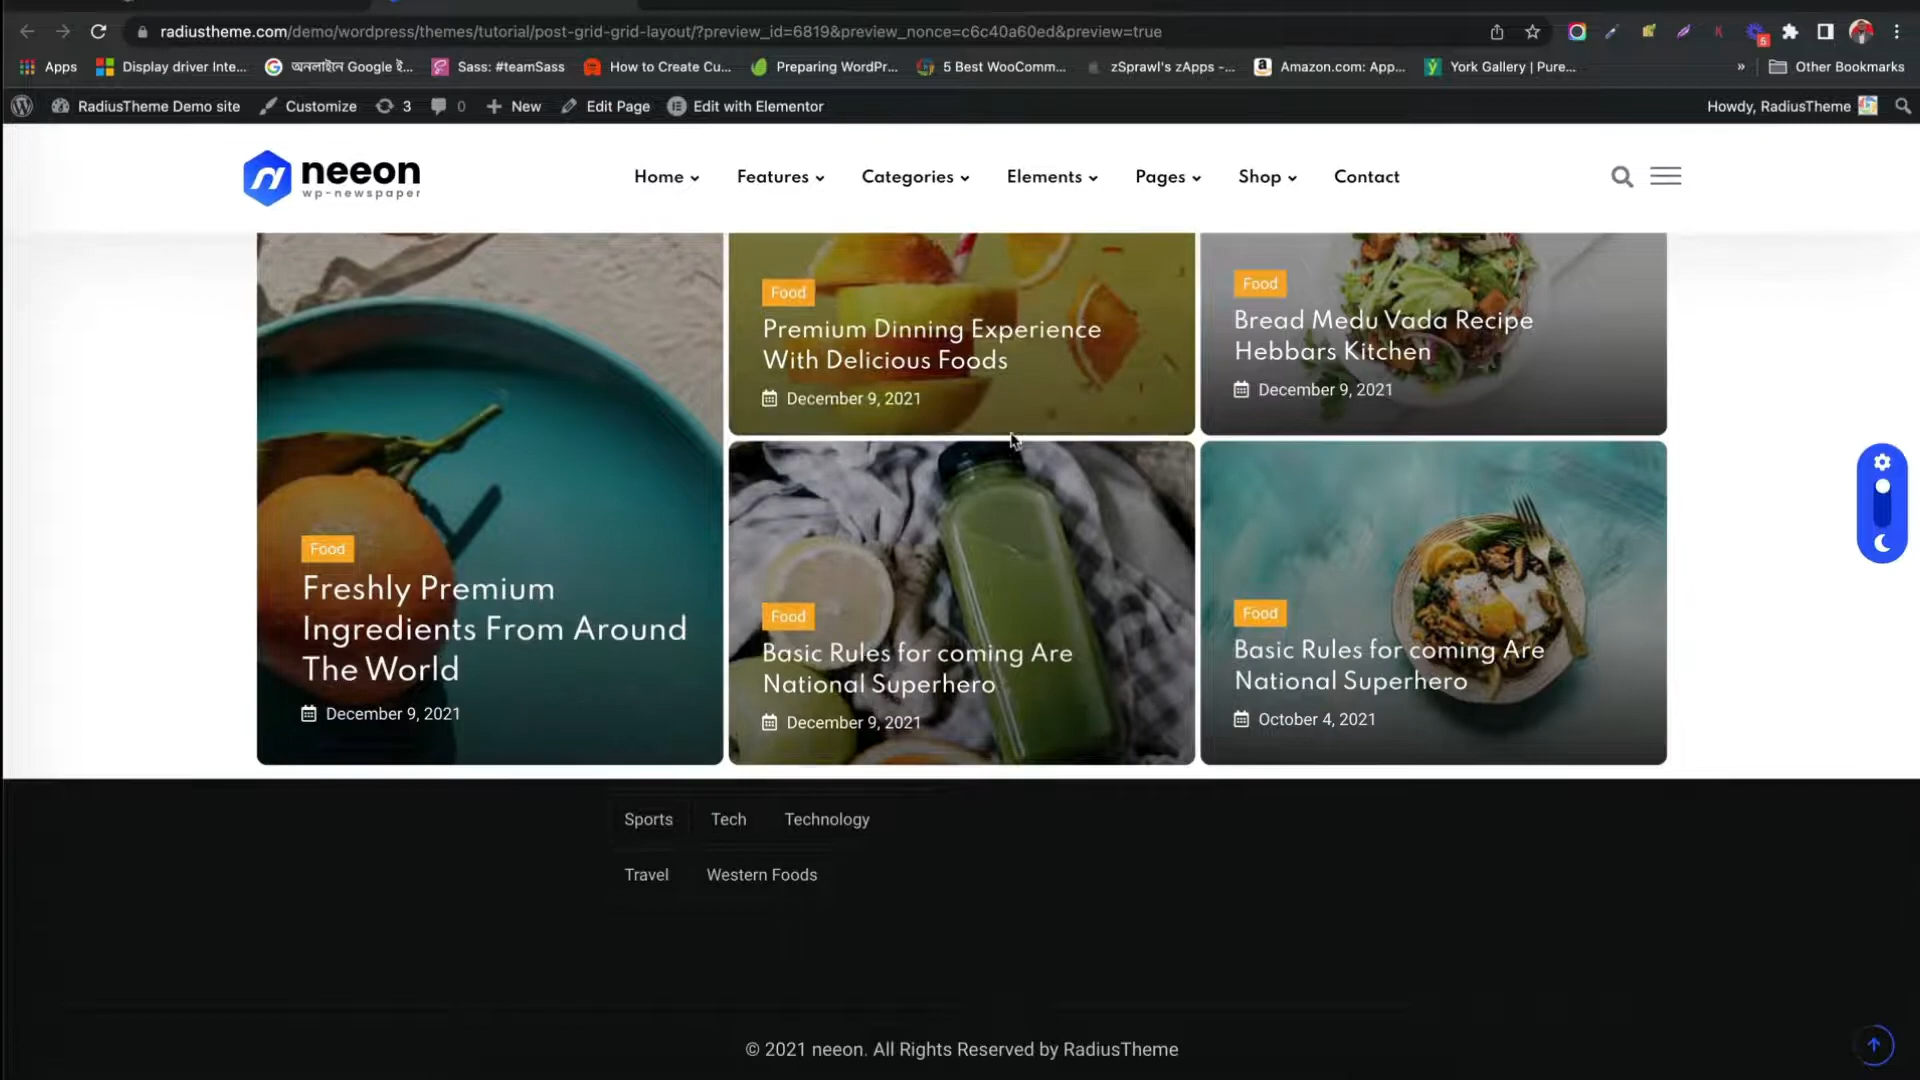 radiustheme.com/demo/wordpress/themes/tutorial/post-grid-grid-layout/?preview_id=6819&preview_nonce=c6c40a60ed&preview=true
Apps
Display driver Inte...
অনলাইনে Google ই...
Sass: #teamSass
How to Create Cu...
Preparing WordPr...
5 Best WooComm...
zSprawl's zApps -...
Amazon.com: App...
York Gallery | Pure...
»
Other Bookmarks
RadiusTheme Demo site
Customize
3
0
New
Edit Page
Edit with Elementor
Howdy, RadiusTheme
neeon
wp-newspaper
Home
Features
Categories
Elements
Pages
Shop
Contact
Food
Premium Dinning Experience
With Delicious Foods
December 9, 2021
Food
Bread Medu Vada Recipe
Hebbars Kitchen
December 9, 2021
Food
Freshly Premium
Ingredients From Around
The World
December 9, 2021
Food
Basic Rules for coming Are
National Superhero
December 9, 2021
Food
Basic Rules for coming Are
National Superhero
October 4, 2021
Sports
Tech
Technology
Travel
Western Foods
© 2021 neeon. All Rights Reserved by RadiusTheme